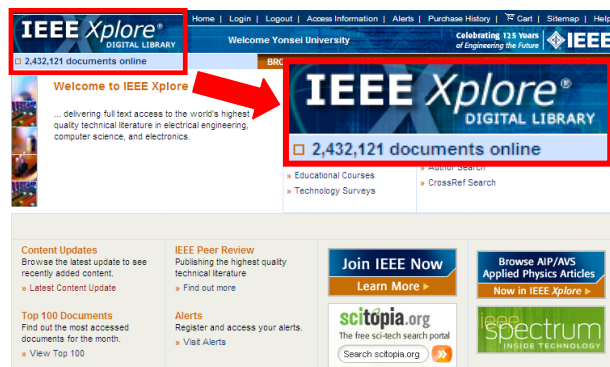 IEEE Xplore®
DIGITAL LIBRARY
2,432,121 documents online
Home | Login | Logout | Access Information | Alerts | Purchase History | Cart | Sitemap | Help
Welcome Yonsei University
Celebrating 125 Years
of Engineering the Future
IEEE
BRO
Welcome to IEEE Xplore
... delivering full text access to the world's highest
quality technical literature in electrical engineering,
computer science, and electronics.
IEEE Xplore®
DIGITAL LIBRARY
2,432,121 documents online
» Educational Courses
» Technology Surveys
» Author Search
» CrossRef Search
Content Updates
Browse the latest update to see
recently added content.
» Latest Content Update
IEEE Peer Review
Publishing the highest quality
technical literature
» Find out more
Top 100 Documents
Find out the most accessed
documents for the month.
» View Top 100
Alerts
Register and access your alerts.
» Visit Alerts
Join IEEE Now
Learn More
scitopia.org
The free sci-tech search portal
Search scitopia.org
Browse AIP/AVS
Applied Physics Articles
Now in IEEE Xplore
ieee
spectrum
INSIDE TECHNOLOGY